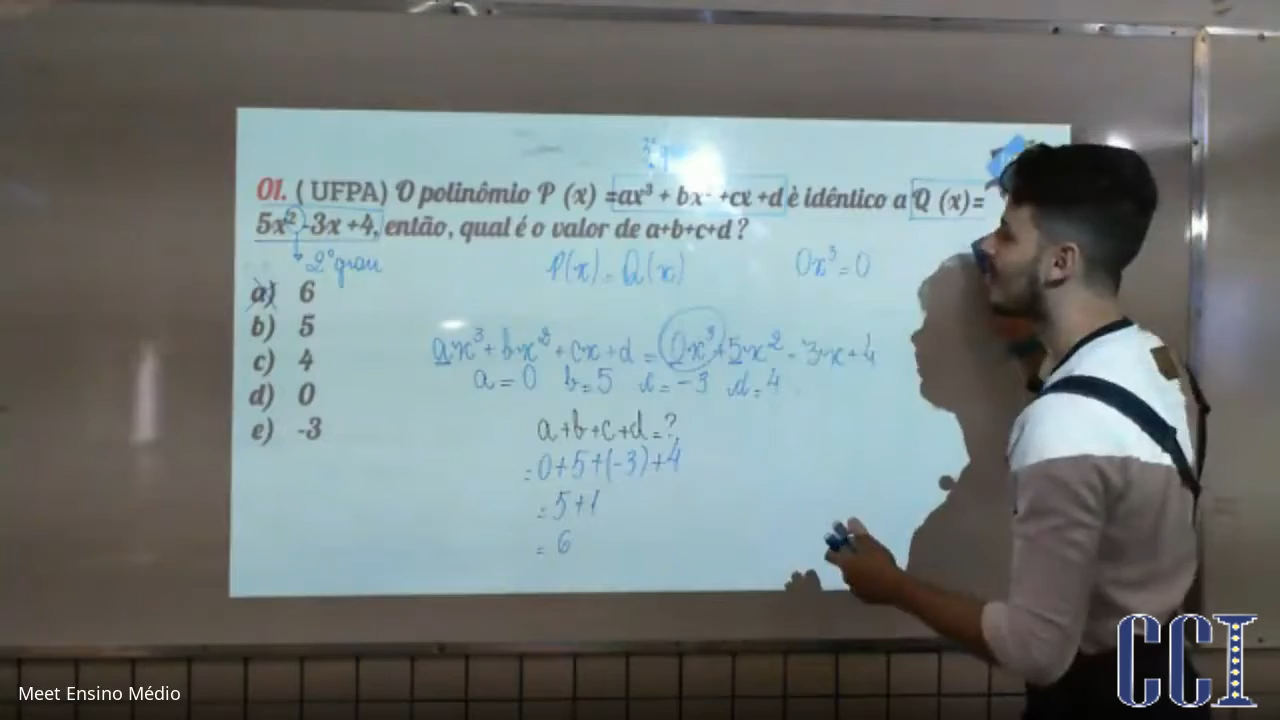 01. ( UFPA) O polinômio P (x) =ax³ + bx² +cx +d è idêntico a Q (x)=
5x²-3x +4, então, qual é o valor de a+b+c+d ?
2º grau
P(x) = Q(x)
0x³ = 0
a) 6
b) 5
c) 4
d) 0
e) -3
ax³ + bx² + cx + d = 0x³ + 5x² - 3x + 4
a = 0 b = 5 c = -3 d = 4
a+b+c+d = ?
= 0+5+(-3)+4
= 5+1
= 6
CCI
Meet Ensino Médio